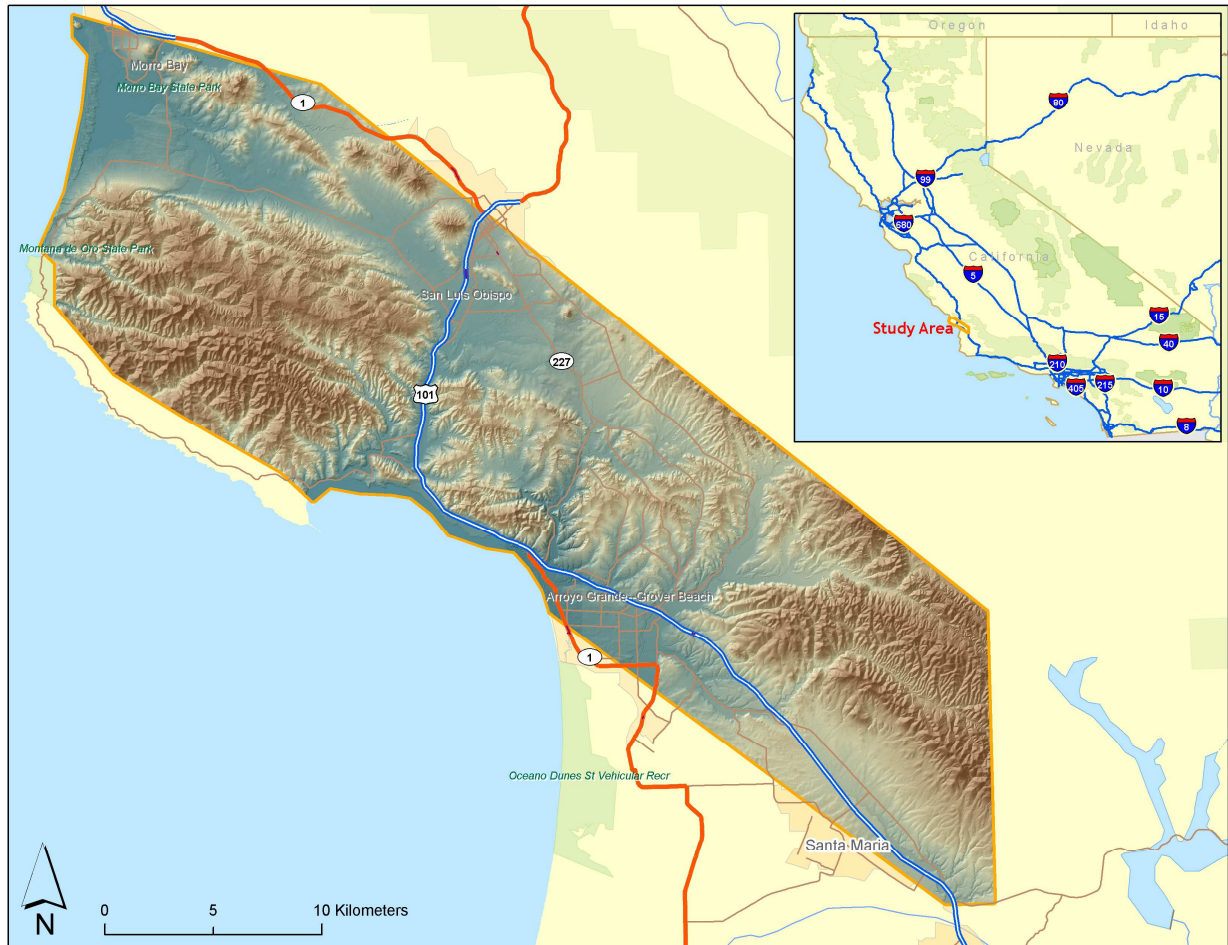 Morro Bay
Morro Bay State Park
1
Montana de Oro State Park
San Luis Obispo
227
101
Arroyo Grande--Grover Beach
1
Oceano Dunes St Vehicular Recr
Santa Maria
N
0 5 10 Kilometers
Oregon Idaho
80
Nevada
99
680
California
5
15
Study Area
40
210
405 215 10
8